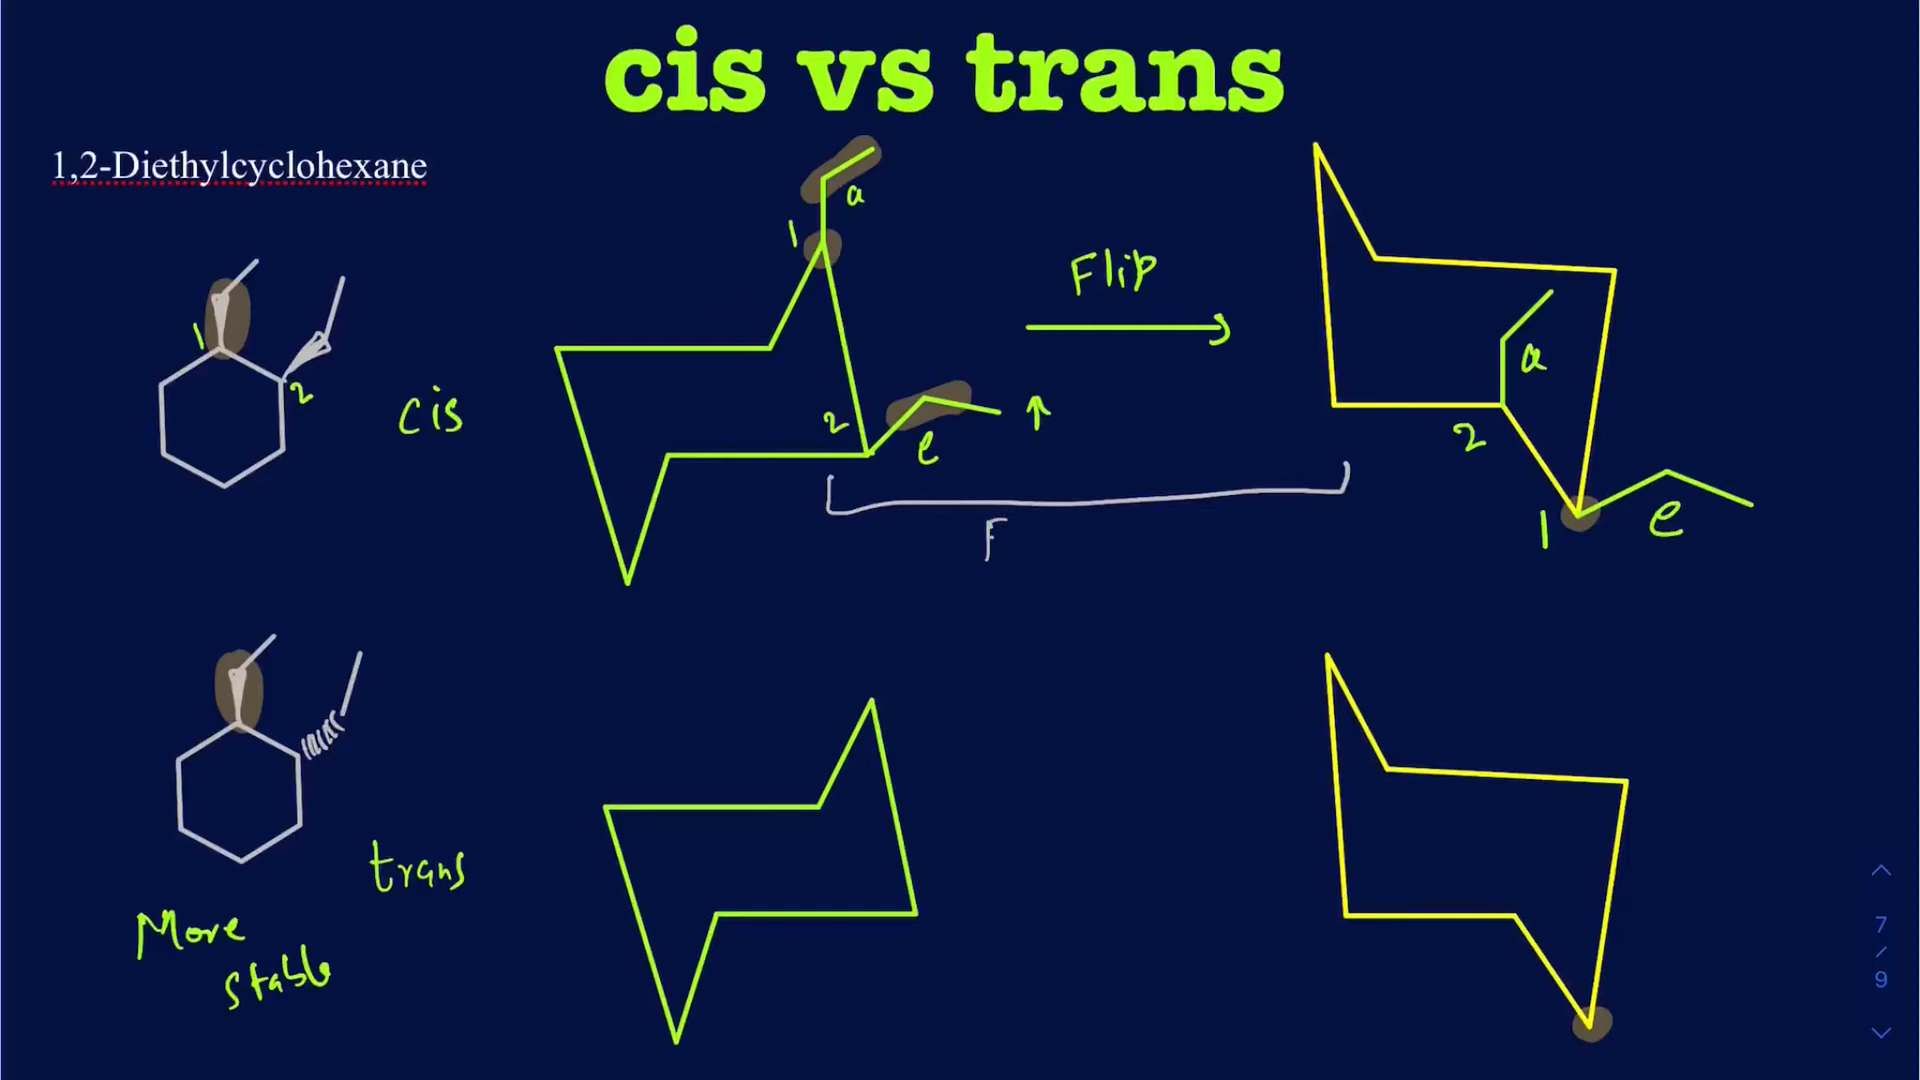 cis vs trans
1,2-Diethylcyclohexane
a
1
Flip
1
2
cis
2
e
↑
a
2
F
1
e
trans
More
stable
7
/
9